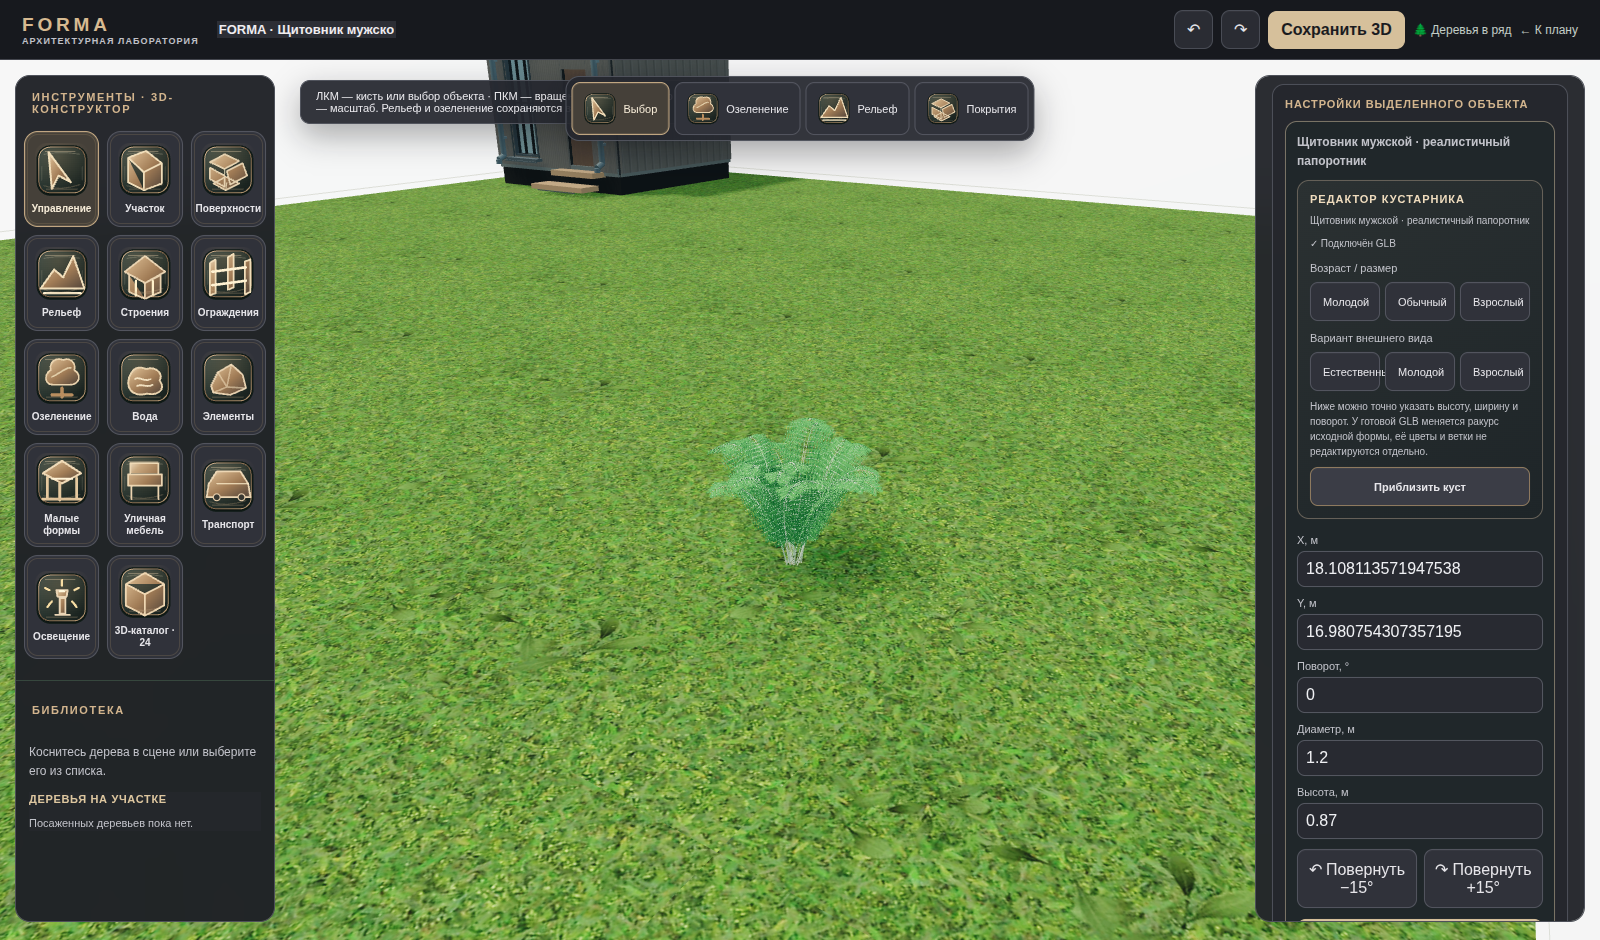 FORMA
АРХИТЕКТУРНАЯ ЛАБОРАТОРИЯ
FORMA · Щитовник мужско
↶
↷
Сохранить 3D
🌲 Деревья в ряд
← К плану
ИНСТРУМЕНТЫ · 3D-
КОНСТРУКТОР
Управление
Участок
Поверхности
Рельеф
Строения
Ограждения
Озеленение
Вода
Элементы
Малые
формы
Уличная
мебель
Транспорт
Освещение
3D-каталог ·
24
БИБЛИОТЕКА
Коснитесь дерева в сцене или выберите
его из списка.
ДЕРЕВЬЯ НА УЧАСТКЕ
Посаженных деревьев пока нет.
ЛКМ — кисть или выбор объекта · ПКМ — враще
— масштаб. Рельеф и озеленение сохраняются
Выбор
Озеленение
Рельеф
Покрытия
НАСТРОЙКИ ВЫДЕЛЕННОГО ОБЪЕКТА
Щитовник мужской · реалистичный
папоротник
РЕДАКТОР КУСТАРНИКА
Щитовник мужской · реалистичный папоротник
✓ Подключён GLB
Возраст / размер
Молодой
Обычный
Взрослый
Вариант внешнего вида
Естественнь
Молодой
Взрослый
Ниже можно точно указать высоту, ширину и
поворот. У готовой GLB меняется ракурс
исходной формы, её цветы и ветки не
редактируются отдельно.
Приблизить куст
X, м
18.108113571947538
Y, м
16.980754307357195
Поворот, °
0
Диаметр, м
1.2
Высота, м
0.87
↶ Повернуть
−15°
↷ Повернуть
+15°